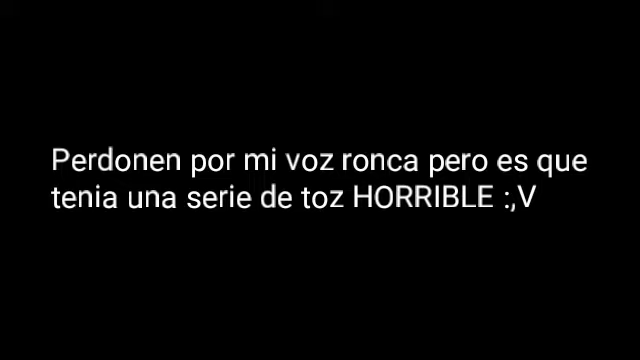 Perdonen por mi voz ronca pero es que
tenia una serie de toz HORRIBLE :,V